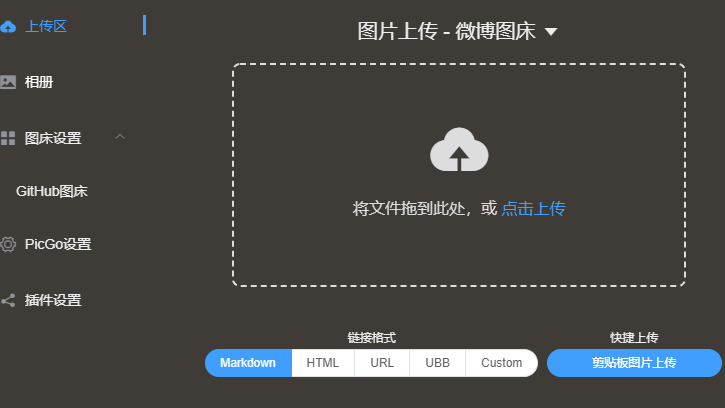 上传区
相册
图床设置
GitHub图床
PicGo设置
插件设置
图片上传 - 微博图床
将文件拖到此处，或 点击上传
链接格式
Markdown HTML URL UBB Custom
快捷上传
剪贴板图片上传